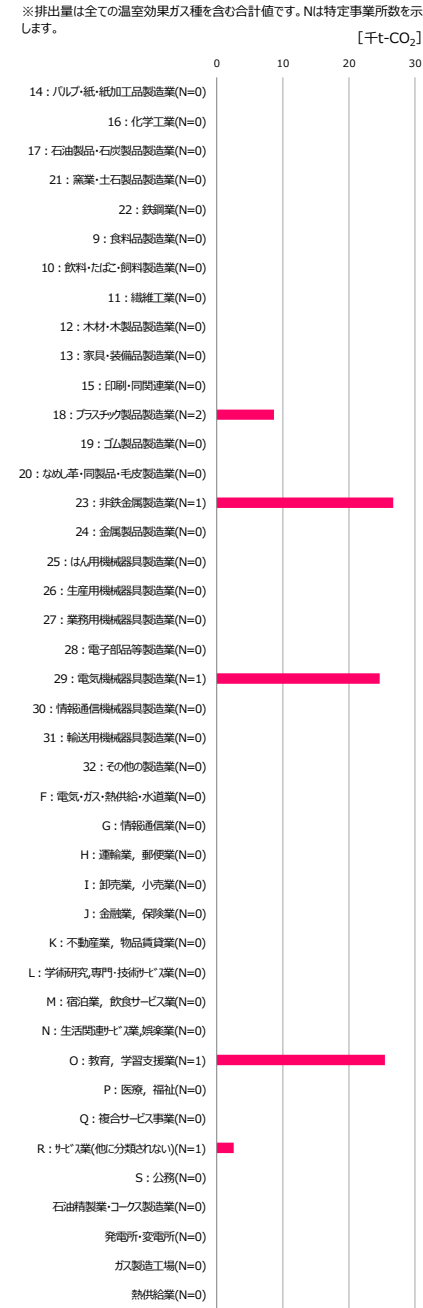 ※排出量は全ての温室効果ガス種を含む合計値です。Nは特定事業所数を示
します。
[千t-CO₂]
0 10 20 30
14：パルプ・紙・紙加工品製造業(N=0)
16：化学工業(N=0)
17：石油製品・石炭製品製造業(N=0)
21：窯業・土石製品製造業(N=0)
22：鉄鋼業(N=0)
9：食料品製造業(N=0)
10：飲料・たばこ・飼料製造業(N=0)
11：繊維工業(N=0)
12：木材・木製品製造業(N=0)
13：家具・装備品製造業(N=0)
15：印刷・同関連業(N=0)
18：プラスチック製品製造業(N=2)
19：ゴム製品製造業(N=0)
20：なめし革・同製品・毛皮製造業(N=0)
23：非鉄金属製造業(N=1)
24：金属製品製造業(N=0)
25：はん用機械器具製造業(N=0)
26：生産用機械器具製造業(N=0)
27：業務用機械器具製造業(N=0)
28：電子部品等製造業(N=0)
29：電気機械器具製造業(N=1)
30：情報通信機械器具製造業(N=0)
31：輸送用機械器具製造業(N=0)
32：その他の製造業(N=0)
F：電気・ガス・熱供給・水道業(N=0)
G：情報通信業(N=0)
H：運輸業，郵便業(N=0)
I：卸売業，小売業(N=0)
J：金融業，保険業(N=0)
K：不動産業，物品賃貸業(N=0)
L：学術研究,専門・技術ｻｰﾋﾞｽ業(N=0)
M：宿泊業，飲食サービス業(N=0)
N：生活関連ｻｰﾋﾞｽ業,娯楽業(N=0)
O：教育，学習支援業(N=1)
P：医療，福祉(N=0)
Q：複合サービス事業(N=0)
R：ｻｰﾋﾞｽ業(他に分類されない)(N=1)
S：公務(N=0)
石油精製業・コークス製造業(N=0)
発電所・変電所(N=0)
ガス製造工場(N=0)
熱供給業(N=0)